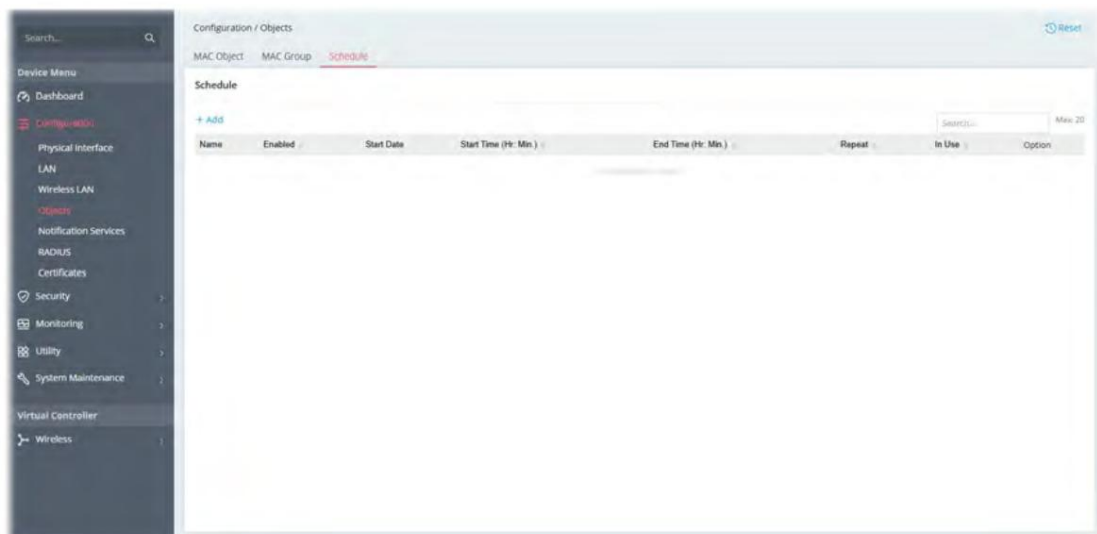 Search...
Device Menu
Dashboard
Configuration
Physical Interface
LAN
Wireless LAN
Objects
Notification Services
RADIUS
Certificates
Security
Monitoring
Utility
System Maintenance
Virtual Controller
Wireless
Configuration / Objects
Reset
MAC Object MAC Group Schedule
Schedule
+ Add
Search... Max: 20
Name Enabled Start Date Start Time (Hr: Min.) End Time (Hr: Min.) Repeat In Use Option